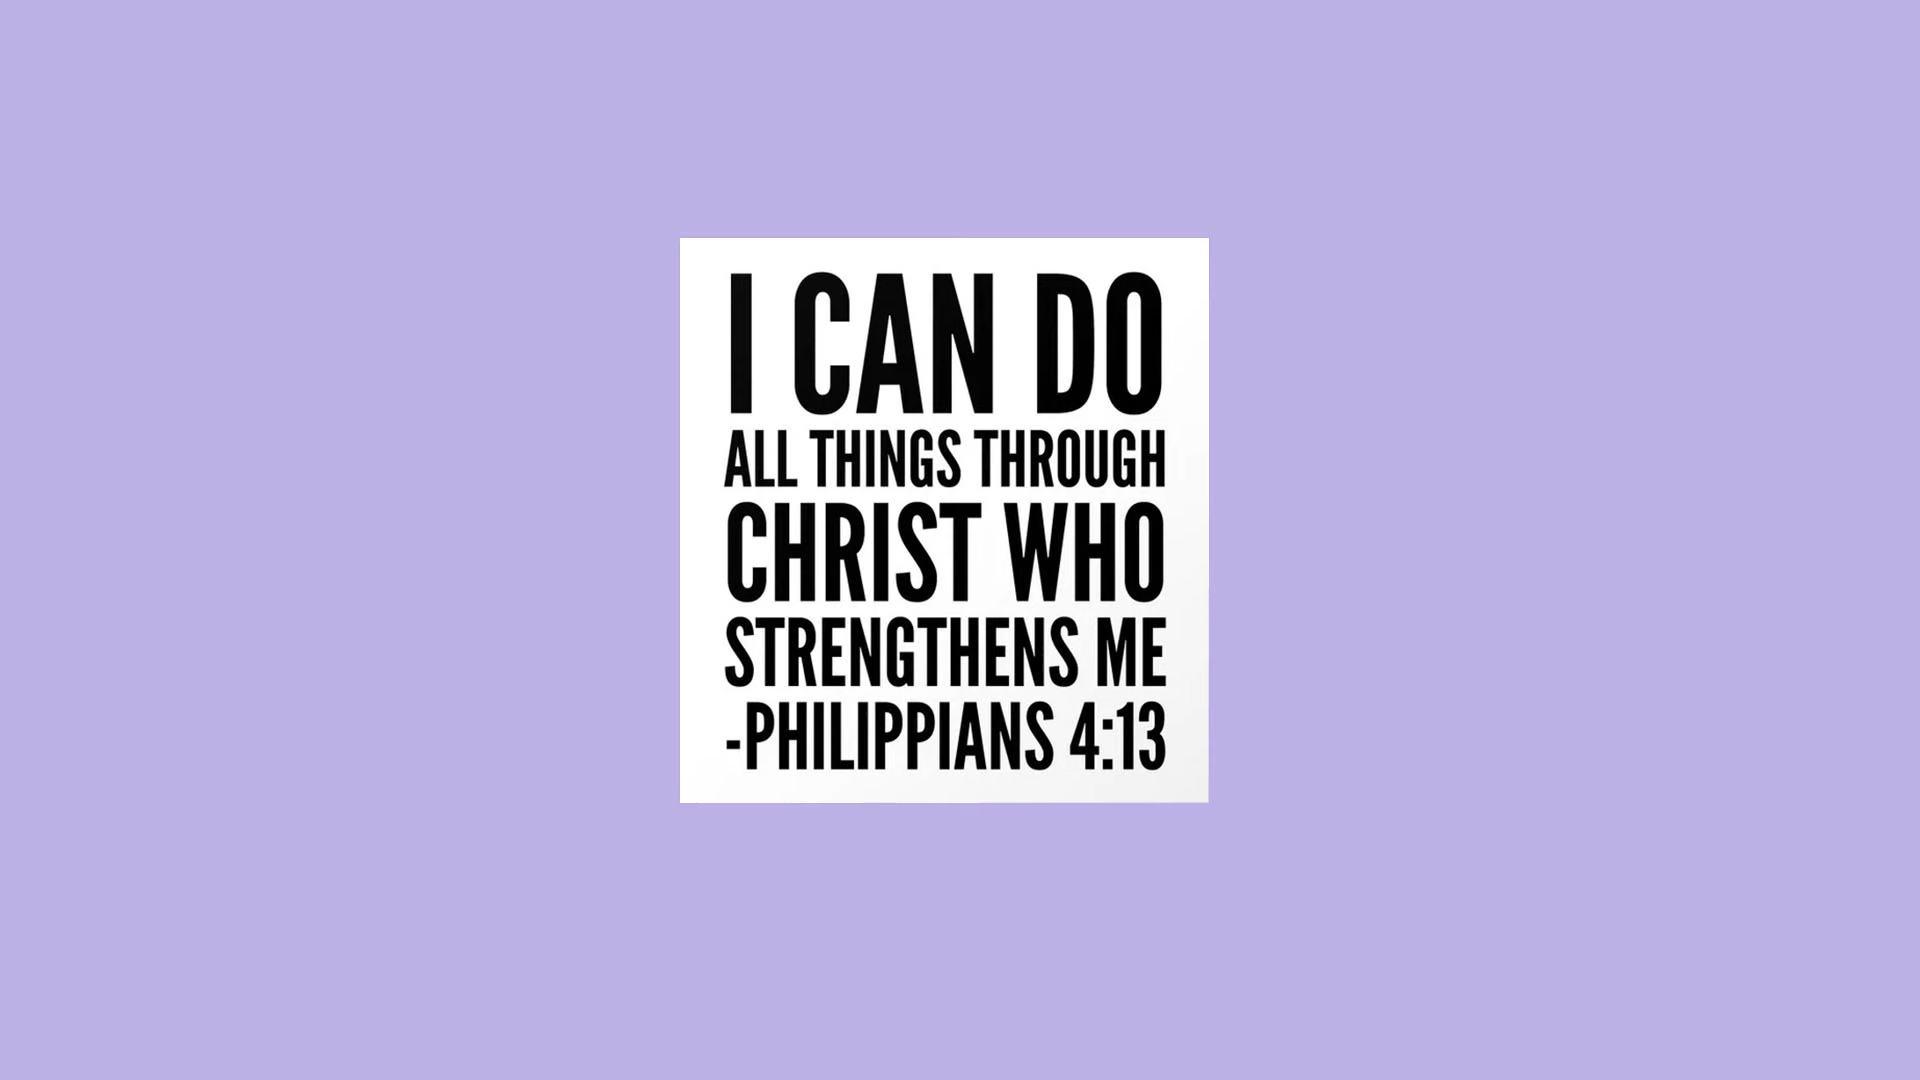 I CAN DO
ALL THINGS THROUGH
CHRIST WHO
STRENGTHENS ME
-PHILIPPIANS 4:13